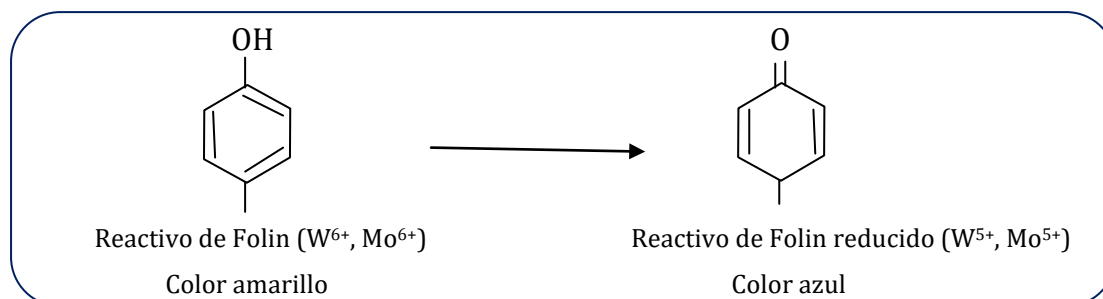 OH
O
Reactivo de Folin (W⁶⁺, Mo⁶⁺)
Reactivo de Folin reducido (W⁵⁺, Mo⁵⁺)
Color amarillo
Color azul